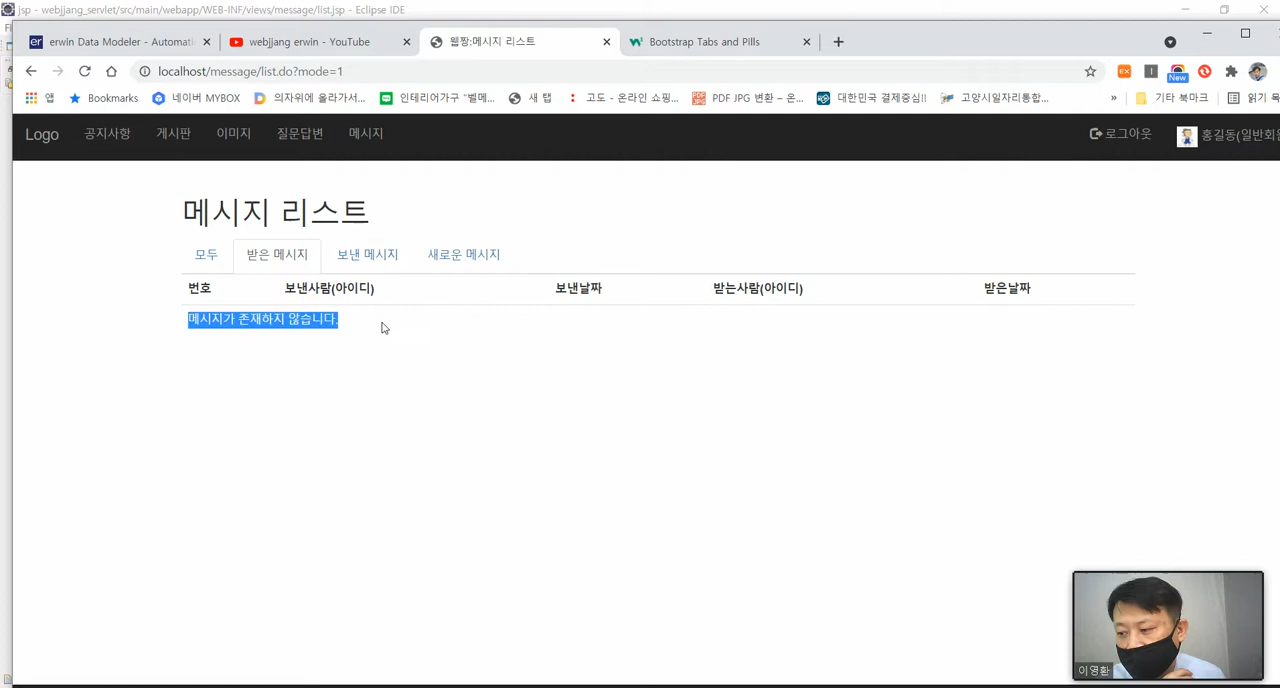 jsp - webjjang_servlet/src/main/webapp/WEB-INF/views/message/list.jsp - Eclipse IDE
erwin Data Modeler - Automati
webjjang erwin - YouTube
웹짱:메시지 리스트
Bootstrap Tabs and Pills
localhost/message/list.do?mode=1
New
앱
Bookmarks
네이버 MYBOX
의자위에 올라가서...
인테리어가구 "벨메...
새 탭
고도 - 온라인 쇼핑...
PDF JPG 변환 – 온...
대한민국 결제중심!!
고양시일자리통합...
»
기타 북마크
읽기 목
Logo
공지사항
게시판
이미지
질문답변
메시지
로그아웃
홍길동(일반회원
메시지 리스트
모두
받은 메시지
보낸 메시지
새로운 메시지
번호
보낸사람(아이디)
보낸날짜
받는사람(아이디)
받은날짜
메시지가 존재하지 않습니다.
이영환